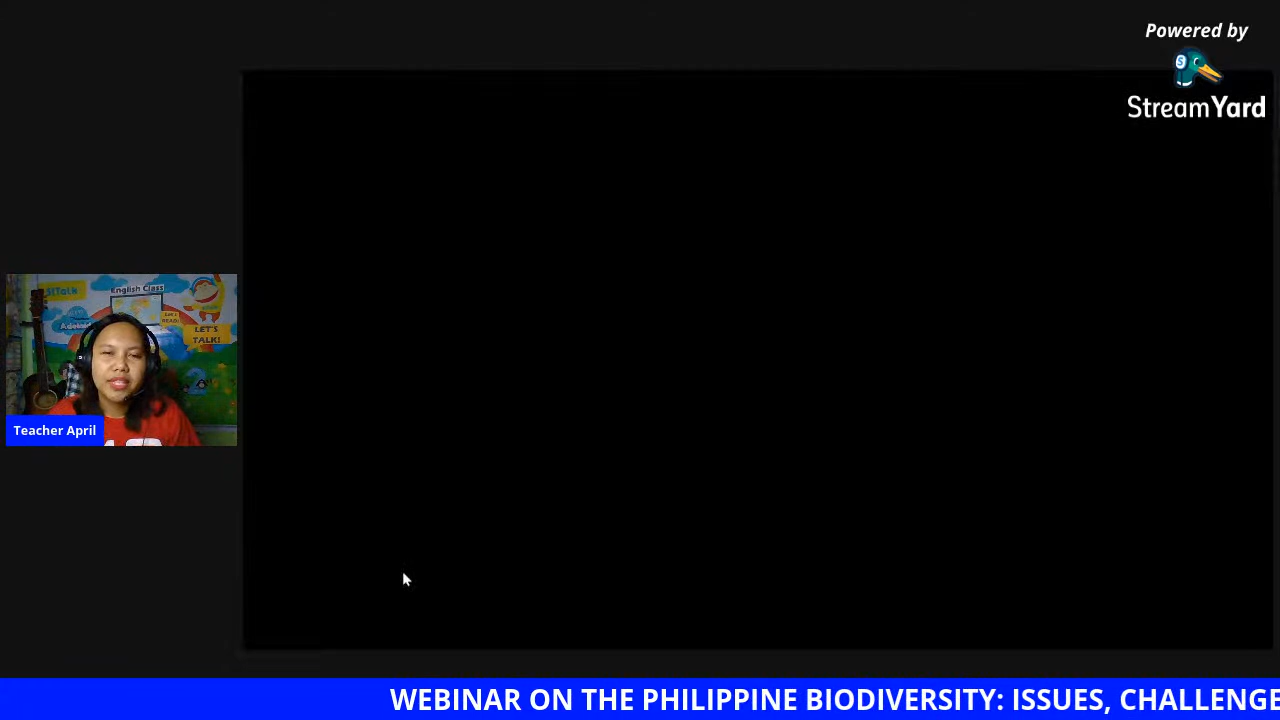 Powered by
StreamYard
English Class
LET'S
TALK!
Teacher April
WEBINAR ON THE PHILIPPINE BIODIVERSITY: ISSUES, CHALLENGE